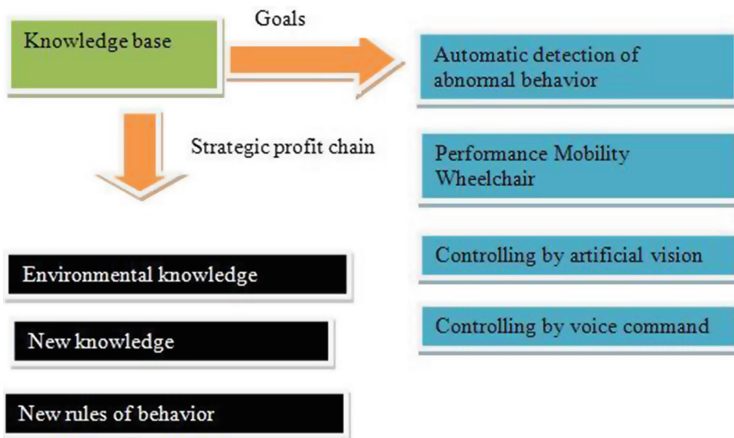 Knowledge base
Goals
Automatic detection of
abnormal behavior
Strategic profit chain
Performance Mobility
Wheelchair
Environmental knowledge
Controlling by artificial vision
New knowledge
Controlling by voice command
New rules of behavior